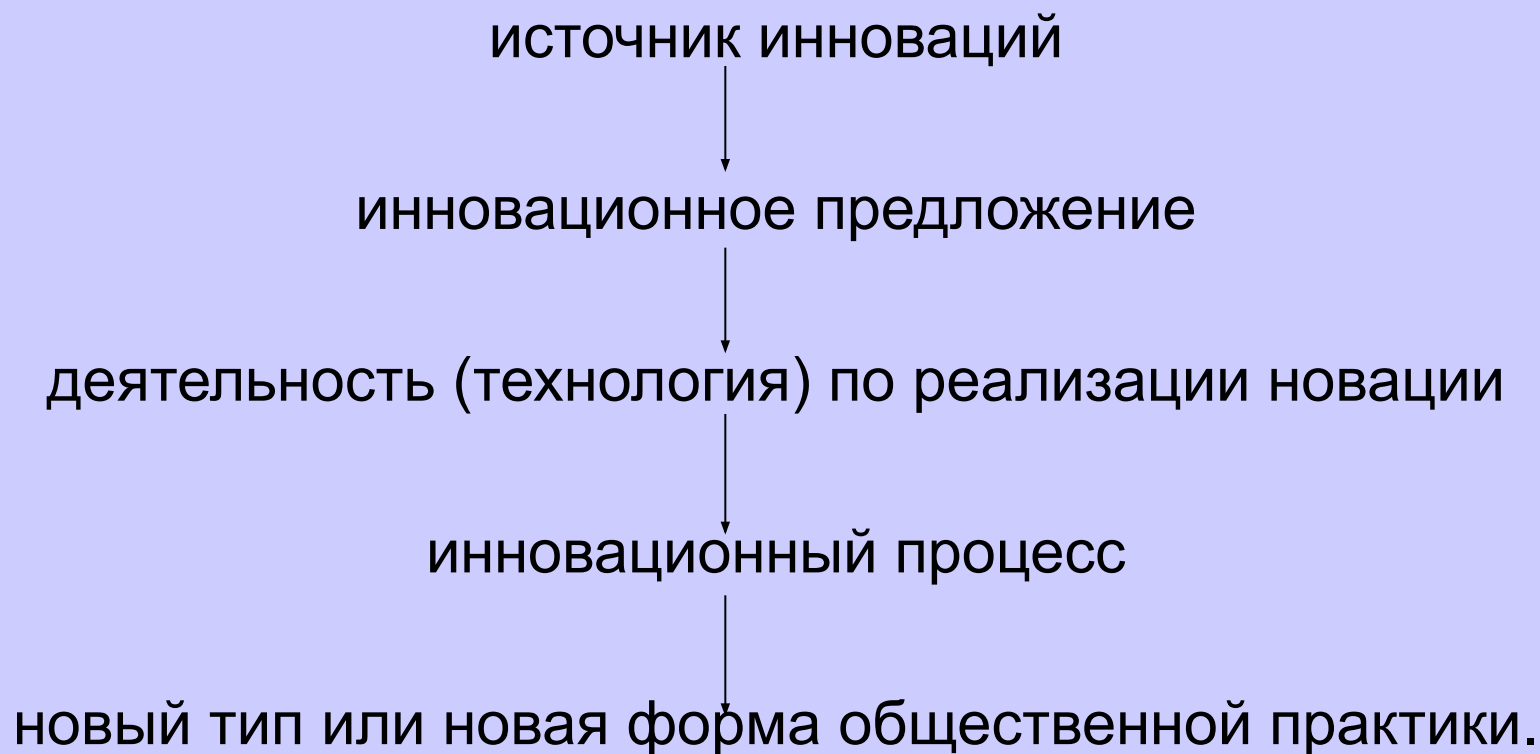 источник инноваций
инновационное предложение
деятельность (технология) по реализации новации
инновационный процесс
новый тип или новая форма общественной практики.